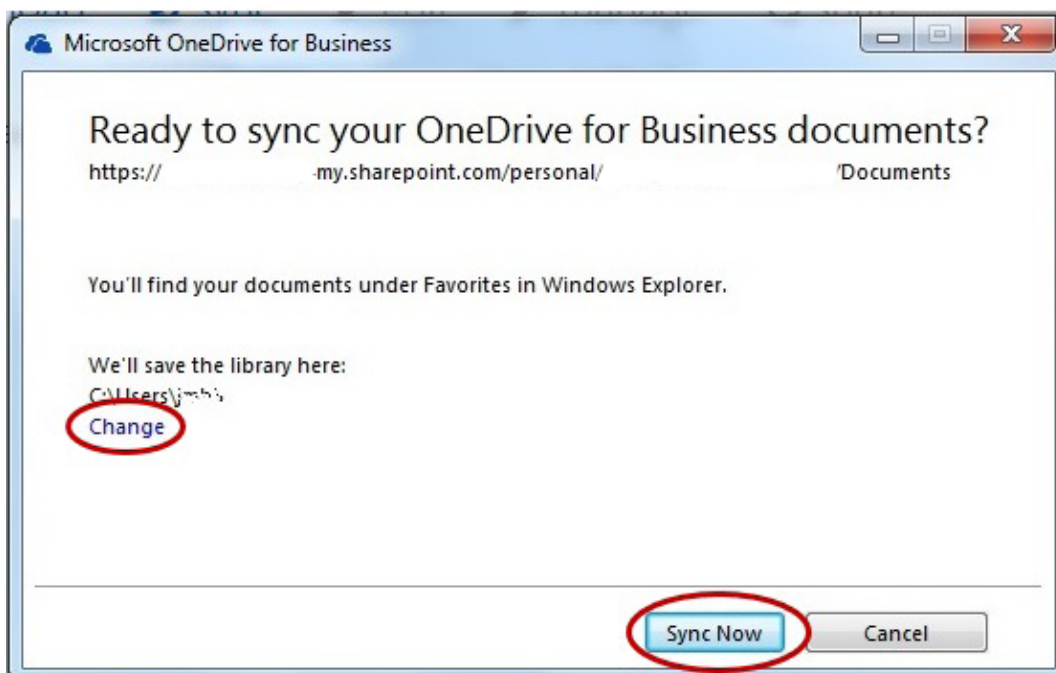 Microsoft OneDrive for Business
Ready to sync your OneDrive for Business documents?
https:// -my.sharepoint.com/personal/ /Documents
You'll find your documents under Favorites in Windows Explorer.
We'll save the library here:
C:\Users\
Change
Sync Now Cancel